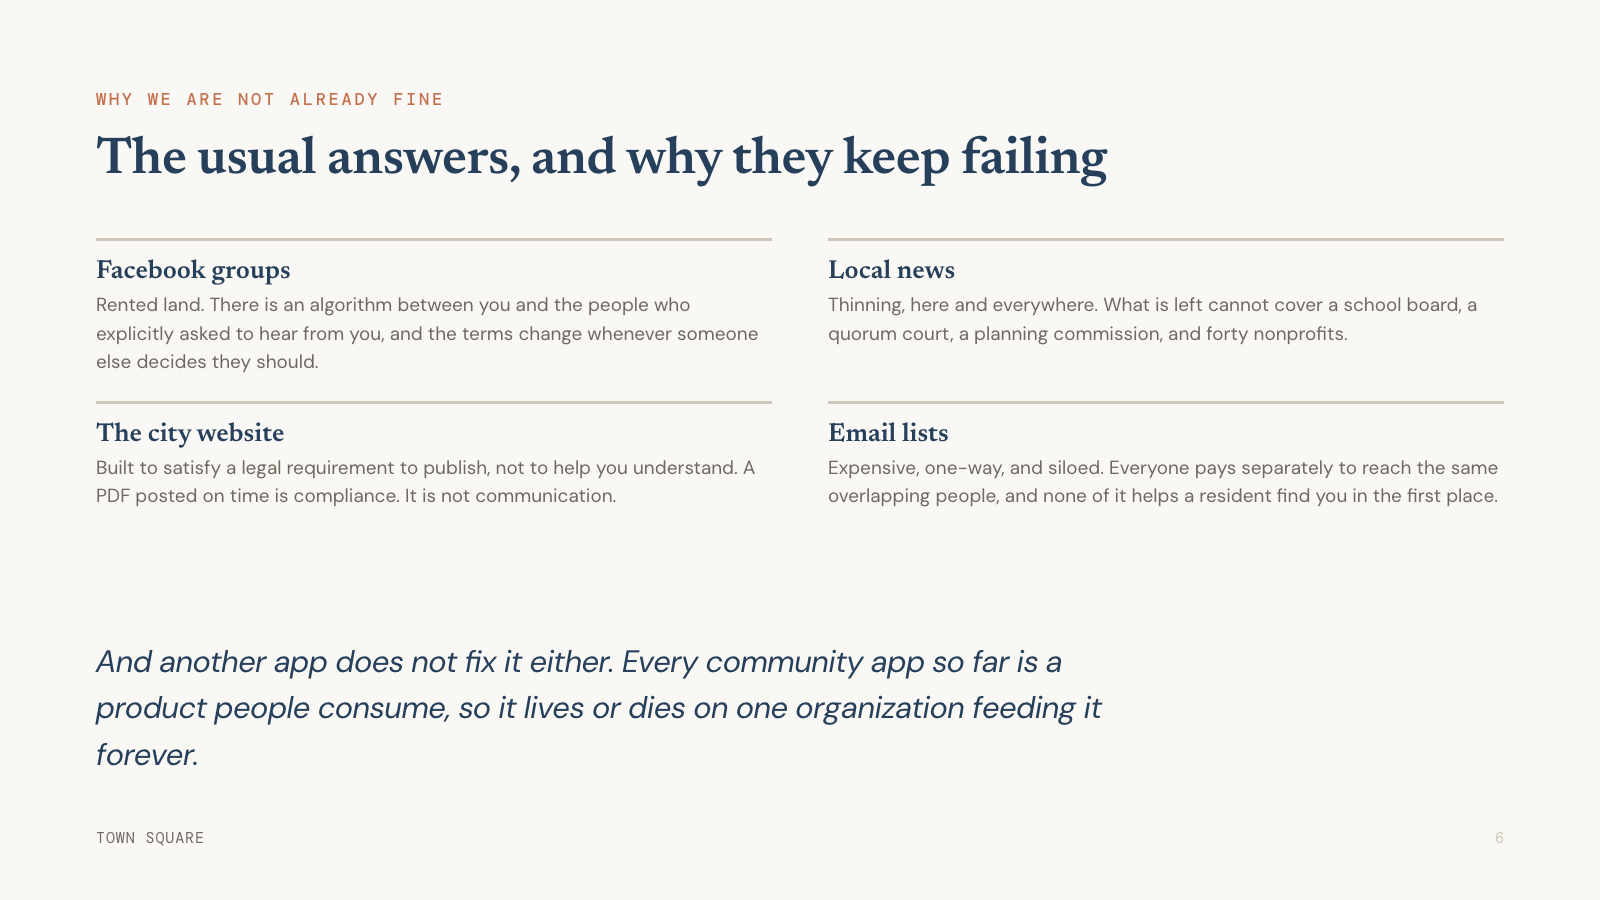 WHY WE ARE NOT ALREADY FINE
The usual answers, and why they keep failing
Facebook groups
Rented land. There is an algorithm between you and the people who
explicitly asked to hear from you, and the terms change whenever someone
else decides they should.
Local news
Thinning, here and everywhere. What is left cannot cover a school board, a
quorum court, a planning commission, and forty nonprofits.
The city website
Built to satisfy a legal requirement to publish, not to help you understand. A
PDF posted on time is compliance. It is not communication.
Email lists
Expensive, one-way, and siloed. Everyone pays separately to reach the same
overlapping people, and none of it helps a resident find you in the first place.
And another app does not fix it either. Every community app so far is a
product people consume, so it lives or dies on one organization feeding it
forever.
TOWN SQUARE
6